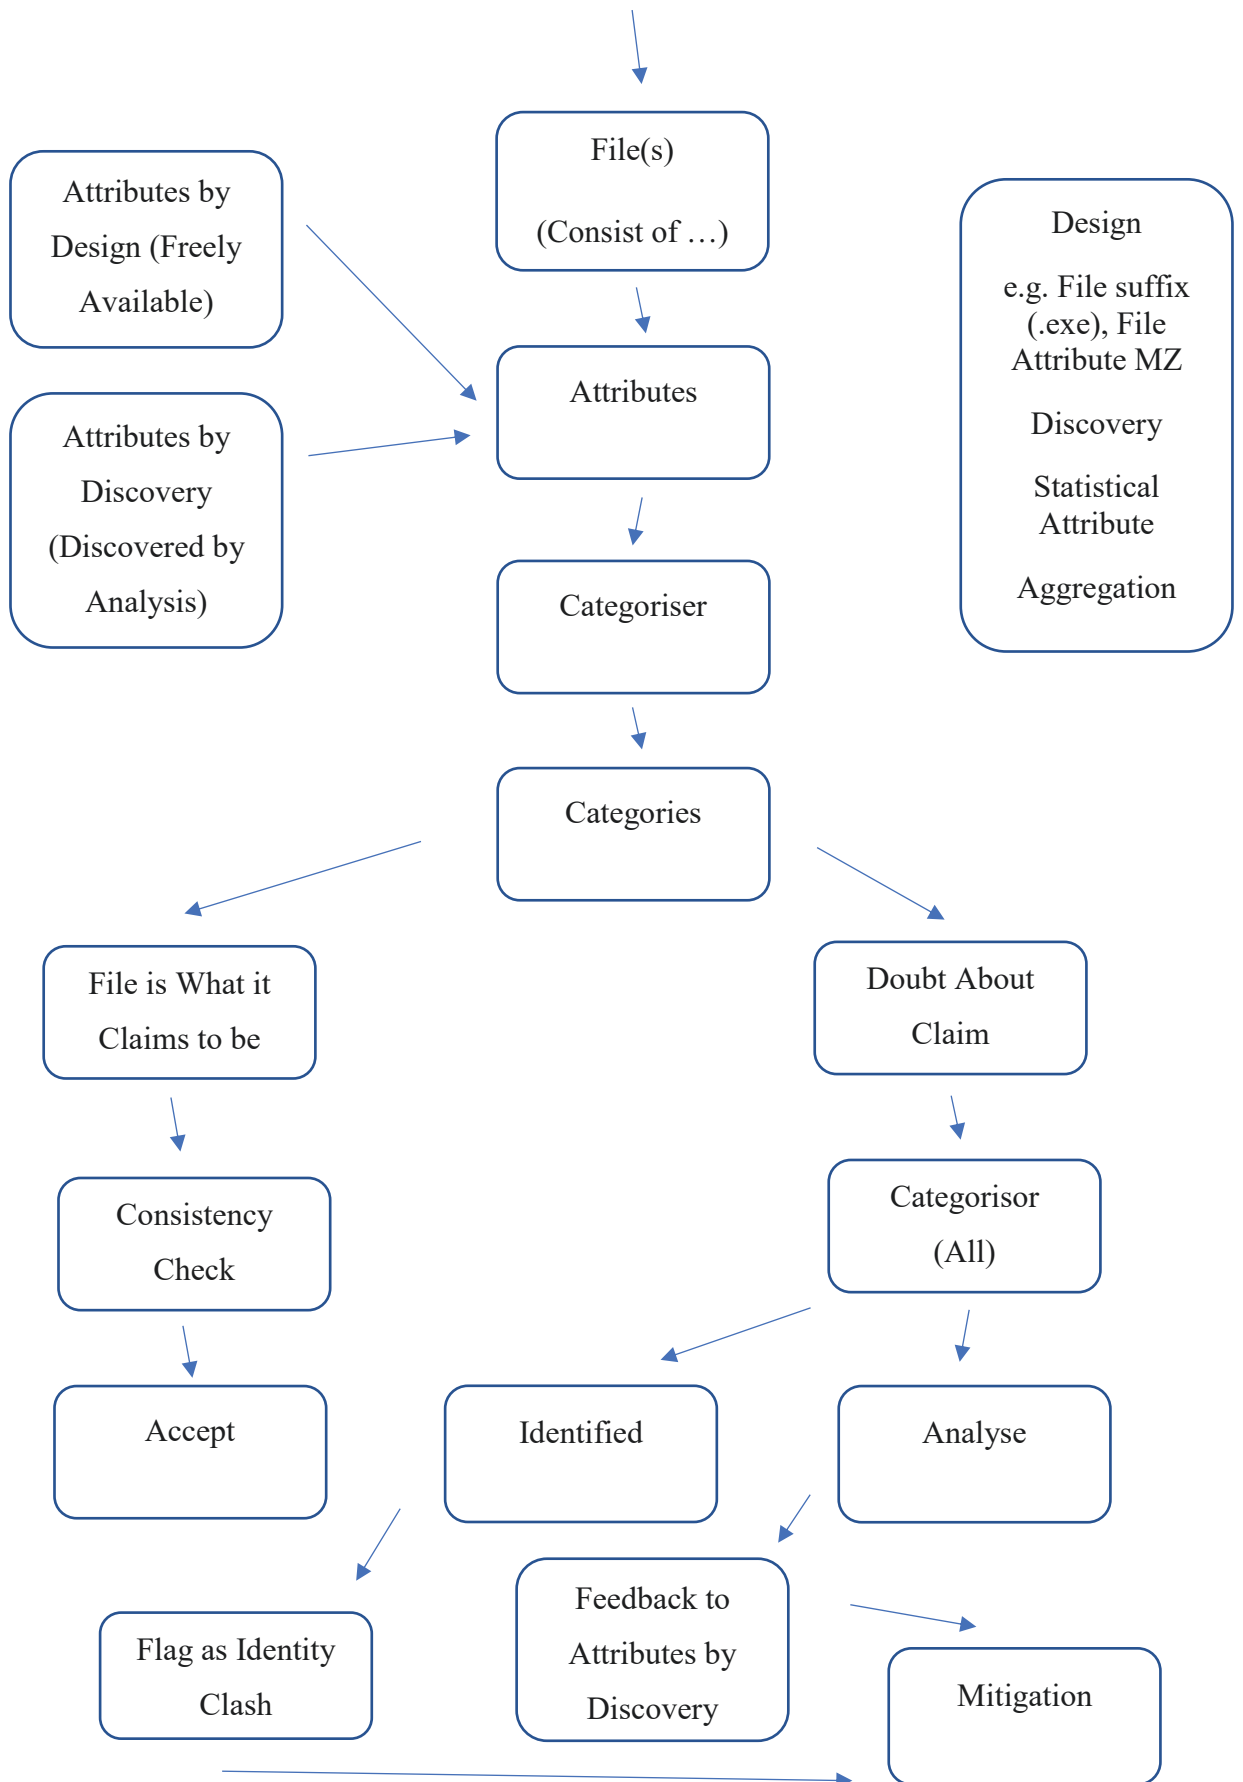 File(s)
(Consist of …)
Attributes by
Design (Freely
Available)
Design
e.g. File suffix
(.exe), File
Attribute MZ
Discovery
Statistical
Attribute
Aggregation
Attributes
Attributes by
Discovery
(Discovered by
Analysis)
Categoriser
Categories
File is What it
Claims to be
Doubt About
Claim
Consistency
Check
Categorisor
(All)
Accept
Identified
Analyse
Flag as Identity
Clash
Feedback to
Attributes by
Discovery
Mitigation